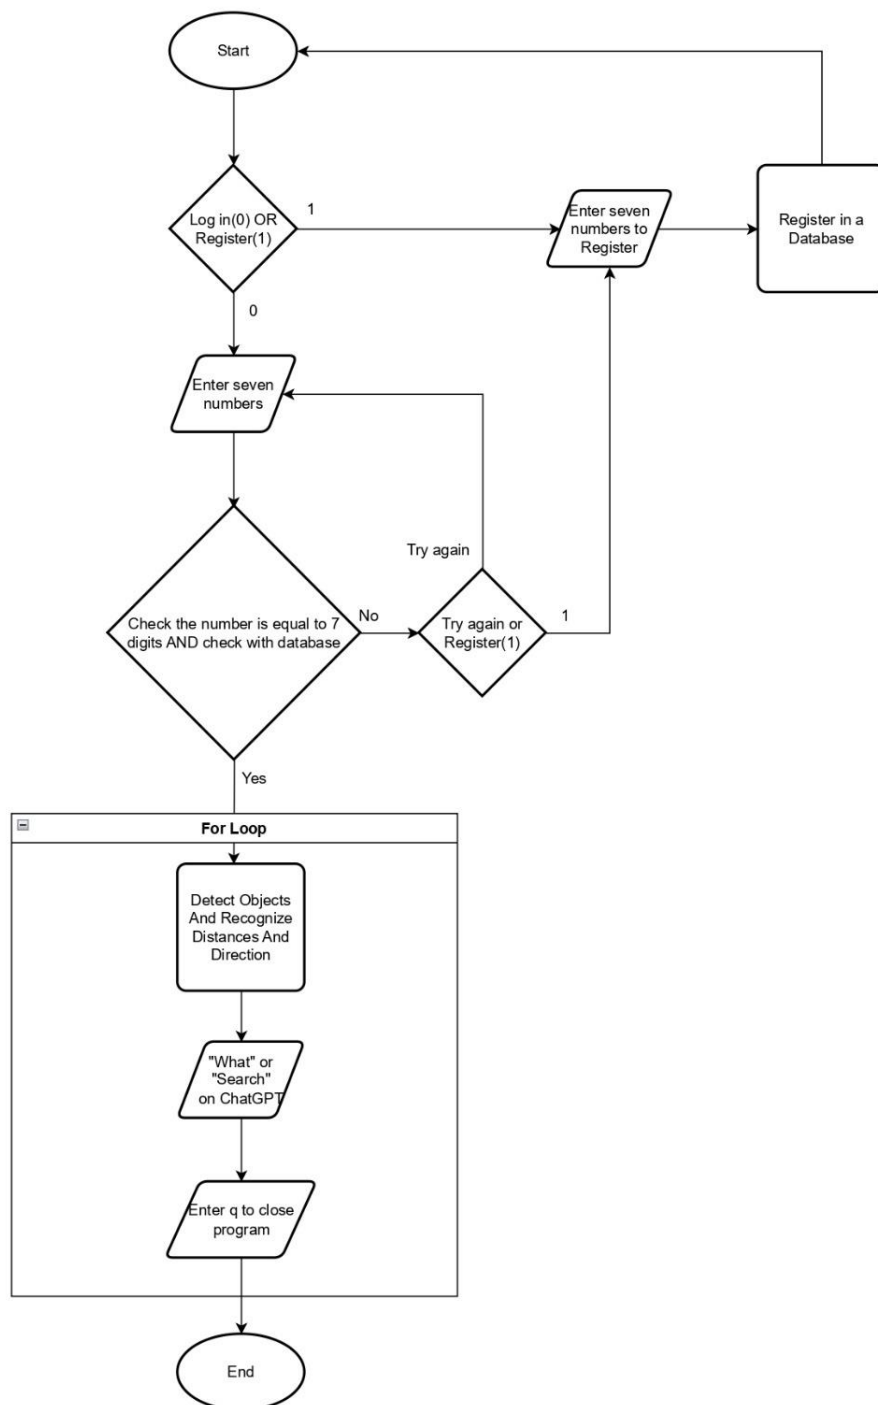 Start
Log in(0) OR
Register(1)
1
Enter seven
numbers to
Register
Register in a
Database
0
Enter seven
numbers
Try again
Check the number is equal to 7
digits AND check with database
No
Try again or
Register(1)
1
Yes
For Loop
Detect Objects
And Recognize
Distances And
Direction
"What" or
"Search"
on ChatGPT
Enter q to close
program
End